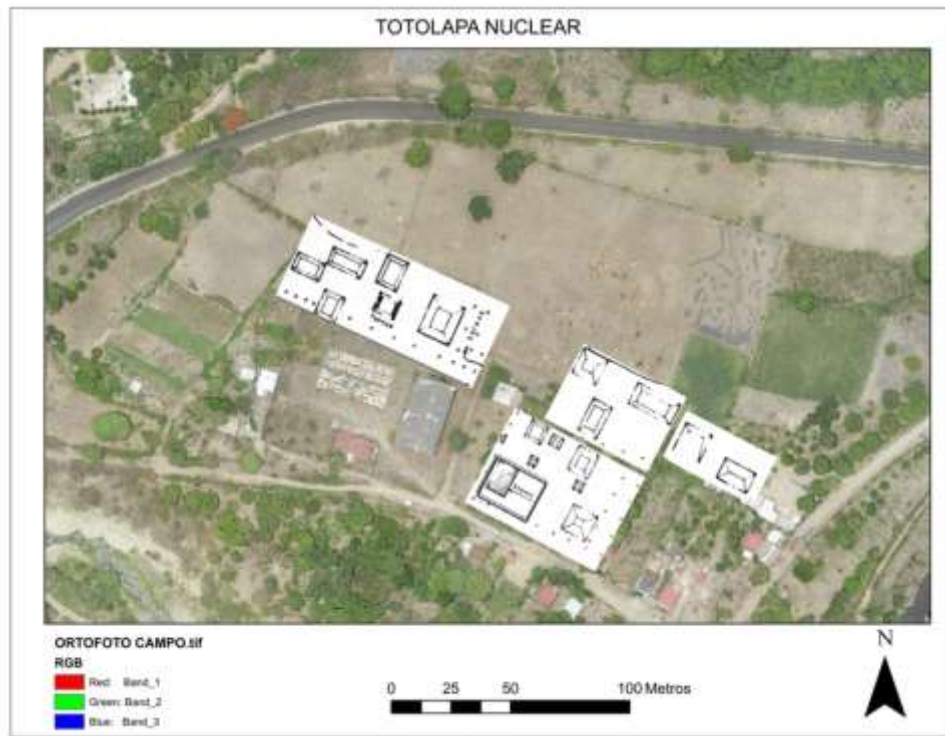 TOTOLAPA NUCLEAR
ORTOFOTO CAMPO.tif
RGB
Red: Band_1
Green: Band_2
Blue: Band_3
0 25 50 100 Metros
N